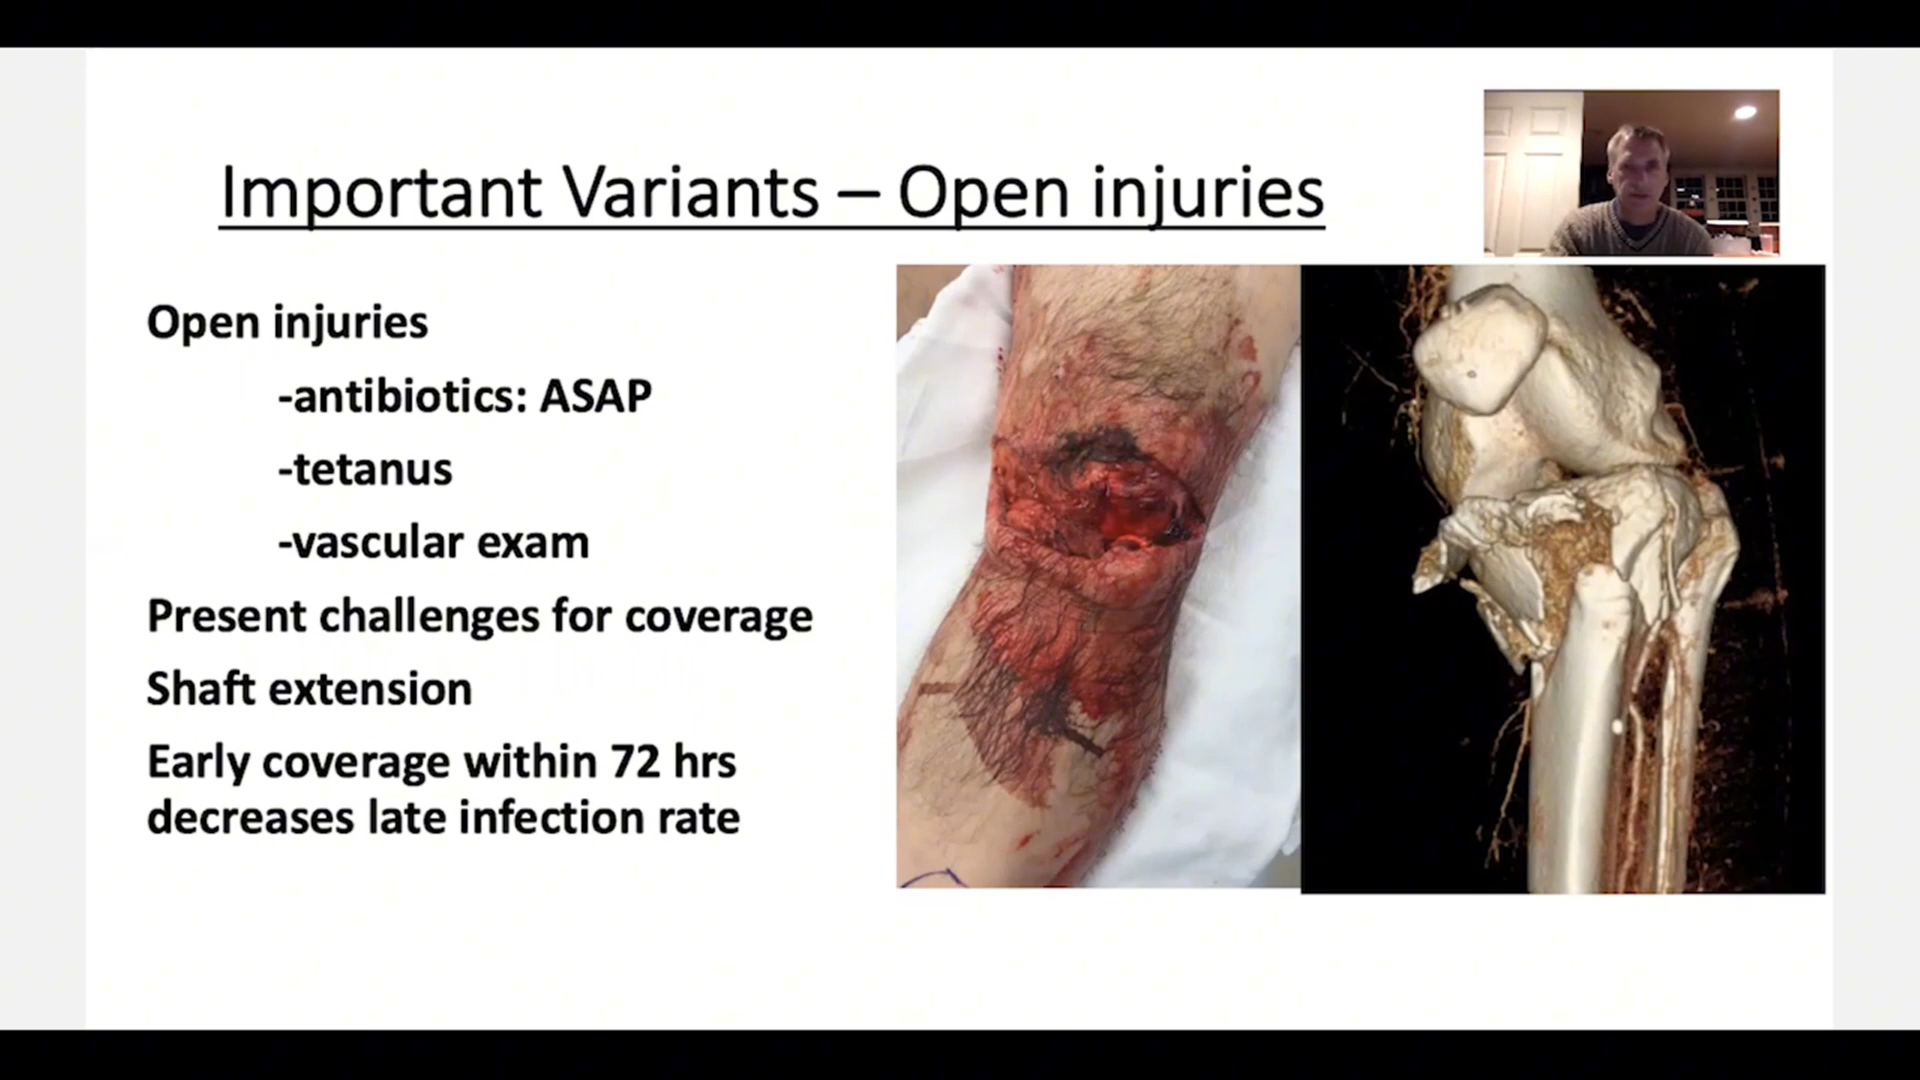 Important Variants – Open injuries
Open injuries
-antibiotics: ASAP
-tetanus
-vascular exam
Present challenges for coverage
Shaft extension
Early coverage within 72 hrs
decreases late infection rate